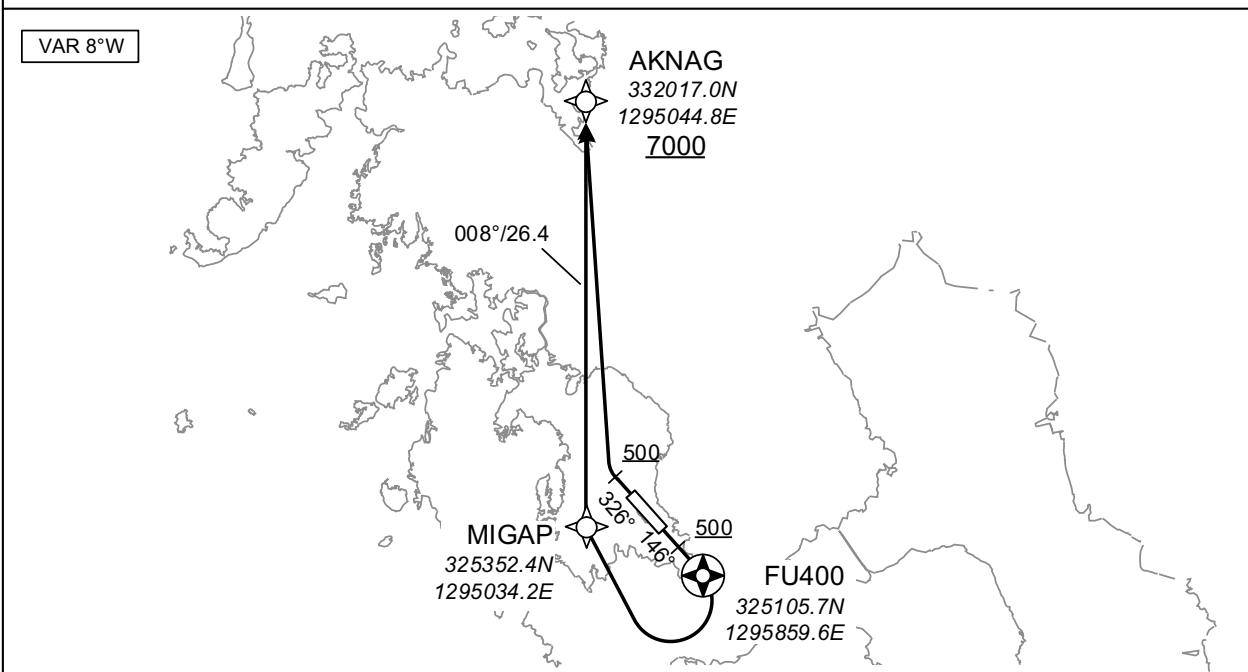 VAR 8°W
AKNAG
332017.0N
1295044.8E
7000
008°/26.4
500
326°
146°
500
MIGAP
325352.4N
1295034.2E
FU400
325105.7N
1295859.6E